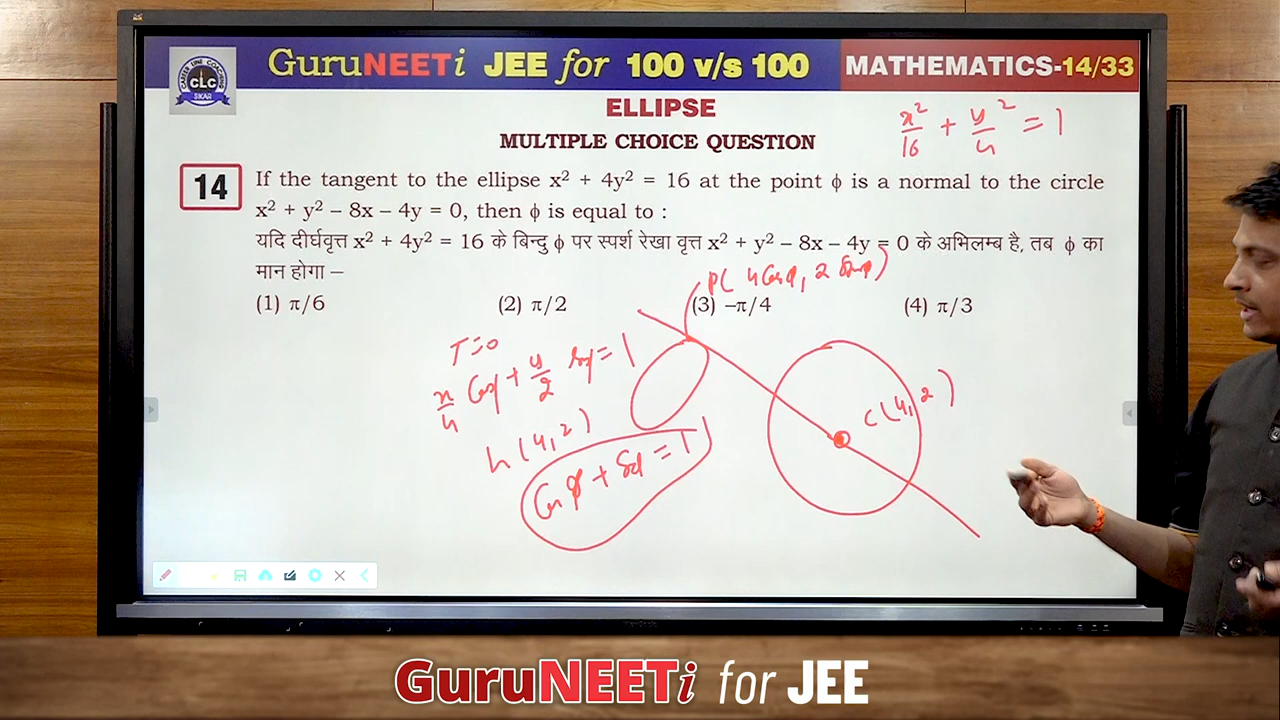 CLC
SIKAR
GuruNEETi JEE for 100 v/s 100
MATHEMATICS-14/33
ELLIPSE
MULTIPLE CHOICE QUESTION
x²/16 + y²/4 = 1
14
If the tangent to the ellipse x² + 4y² = 16 at the point ϕ is a normal to the circle
x² + y² – 8x – 4y = 0, then ϕ is equal to :
यदि दीर्घवृत्त x² + 4y² = 16 के बिन्दु ϕ पर स्पर्श रेखा वृत्त x² + y² – 8x – 4y = 0 के अभिलम्ब है, तब ϕ का
मान होगा –
P( 4Cosϕ, 2 Sinϕ)
(1) π/6 (2) π/2 (3) –π/4 (4) π/3
T=0
x/4 Cosϕ + y/2 Sinϕ = 1
C(4, 2)
h(4, 2)
Cosϕ + Sinϕ = 1
GuruNEETi for JEE